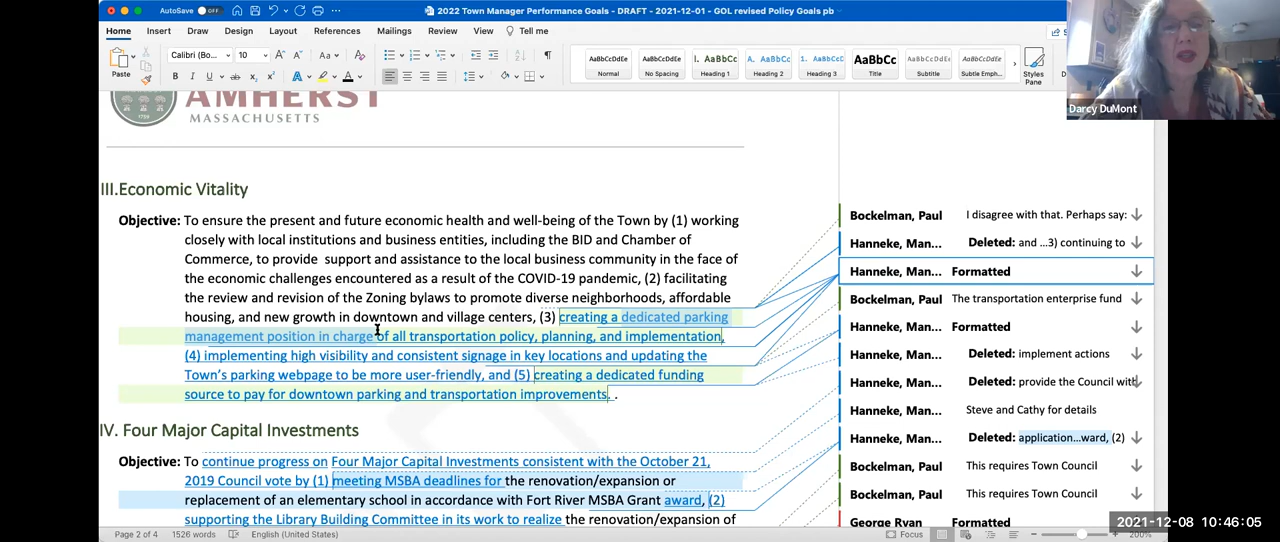 AutoSave OFF
2022 Town Manager Performance Goals - DRAFT - 2021-12-01 - GOL revised Policy Goals pb
Home Insert Draw Design Layout References Mailings Review View Tell me
Paste
Calibri (Bo... 10
AaBbCcDdEe Normal
AaBbCcDdEe No Spacing
I. AaBbCc Heading 1
A. AaBbC Heading 2
1. AaBbCc Heading 3
AaBbCc Title
AaBbCcDdE Subtitle
AaBbCcDdEe Subtle Emph...
Styles Pane
Darcy DuMont
AMHERST
MASSACHUSETTS
III.Economic Vitality
Objective: To ensure the present and future economic health and well-being of the Town by (1) working
closely with local institutions and business entities, including the BID and Chamber of
Commerce, to provide support and assistance to the local business community in the face of
the economic challenges encountered as a result of the COVID-19 pandemic, (2) facilitating
the review and revision of the Zoning bylaws to promote diverse neighborhoods, affordable
housing, and new growth in downtown and village centers, (3) creating a dedicated parking
management position in charge of all transportation policy, planning, and implementation,
(4) implementing high visibility and consistent signage in key locations and updating the
Town's parking webpage to be more user-friendly, and (5) creating a dedicated funding
source to pay for downtown parking and transportation improvements. .
IV. Four Major Capital Investments
Objective: To continue progress on Four Major Capital Investments consistent with the October 21,
2019 Council vote by (1) meeting MSBA deadlines for the renovation/expansion or
replacement of an elementary school in accordance with Fort River MSBA Grant award, (2)
supporting the Library Building Committee in its work to realize the renovation/expansion of
Bockelman, Paul I disagree with that. Perhaps say:
Hanneke, Man... Deleted: and ...3) continuing to
Hanneke, Man... Formatted
Bockelman, Paul The transportation enterprise fund
Hanneke, Man... Formatted
Hanneke, Man... Deleted: implement actions
Hanneke, Man... Deleted: provide the Council with
Hanneke, Man... Steve and Cathy for details
Hanneke, Man... Deleted: application...ward, (2)
Bockelman, Paul This requires Town Council
Bockelman, Paul This requires Town Council
George Ryan Formatted
Page 2 of 4 1526 words English (United States) Focus 200%
2021-12-08 10:46:05